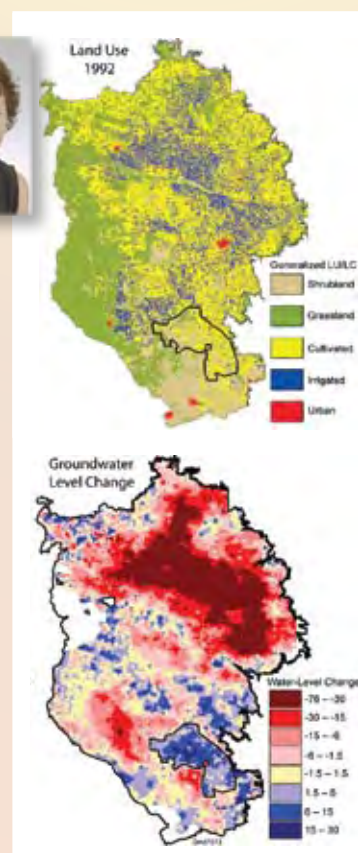 Land Use
1992
Generalized LU/LC
Shrubland
Grassland
Cultivated
Irrigated
Urban
Groundwater
Level Change
Water-Level Change
-76 – -30
-30 – -15
-15 – -6
-6 – -1.5
-1.5 – 1.5
1.5 – 6
6 – 15
15 – 30